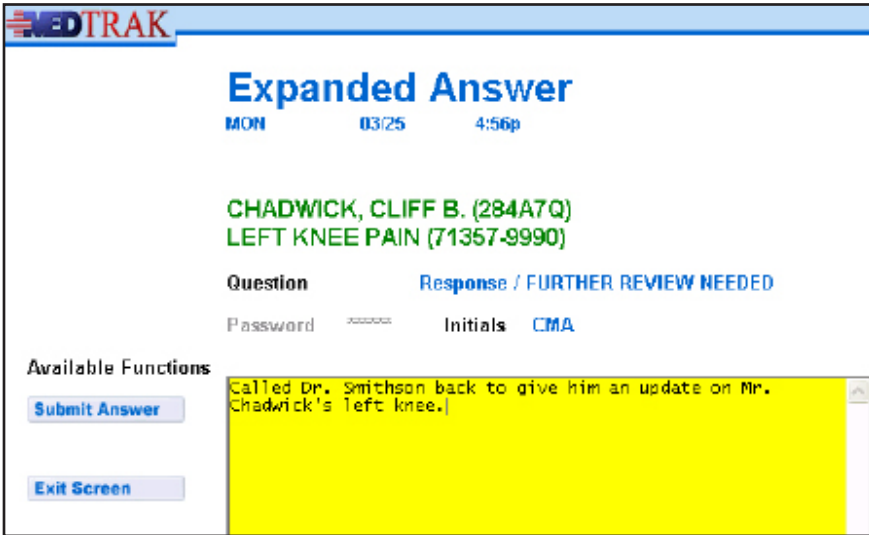 MEDTRAK
Expanded Answer
MON 03/25 4:56p
CHADWICK, CLIFF B. (284A7Q)
LEFT KNEE PAIN (71357-9990)
Question Response / FURTHER REVIEW NEEDED
Password Initials CMA
Available Functions
Submit Answer
Exit Screen
Called Dr. Smithson back to give him an update on Mr.
Chadwick's left knee.